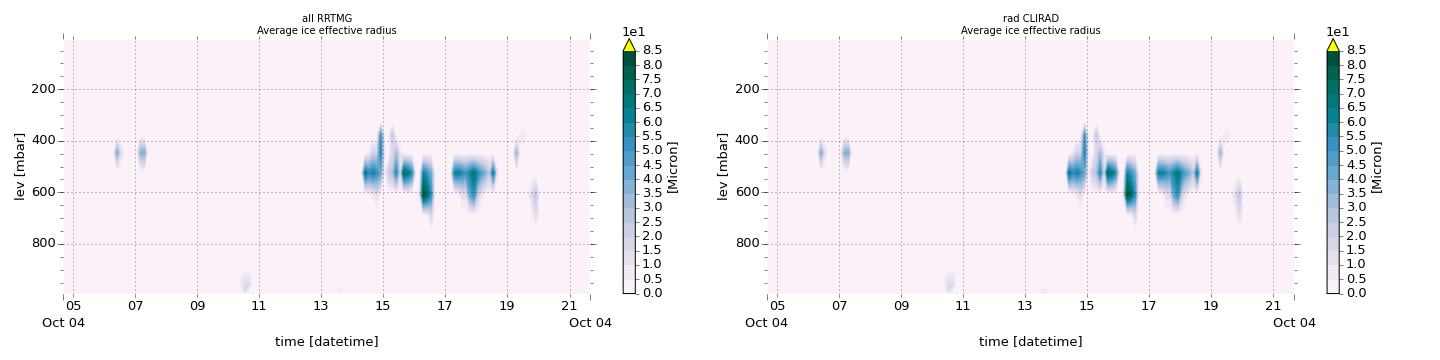 all RRTMG
Average ice effective radius
1e1
8.5
8.0
7.5
7.0
6.5
6.0
5.5
5.0
4.5
4.0
3.5
3.0
2.5
2.0
1.5
1.0
0.0
[Micron]
lev [mbar]
200
400
600
800
05 07 09 11 13 15 17 19 21
Oct 04 Oct 04
time [datetime]
rad CLIRAD
Average ice effective radius
1e1
8.5
8.0
7.5
7.0
6.5
6.0
5.5
5.0
4.5
4.0
3.5
3.0
2.5
2.0
1.5
1.0
0.0
[Micron]
lev [mbar]
200
400
600
800
05 07 09 11 13 15 17 19 21
Oct 04 Oct 04
time [datetime]